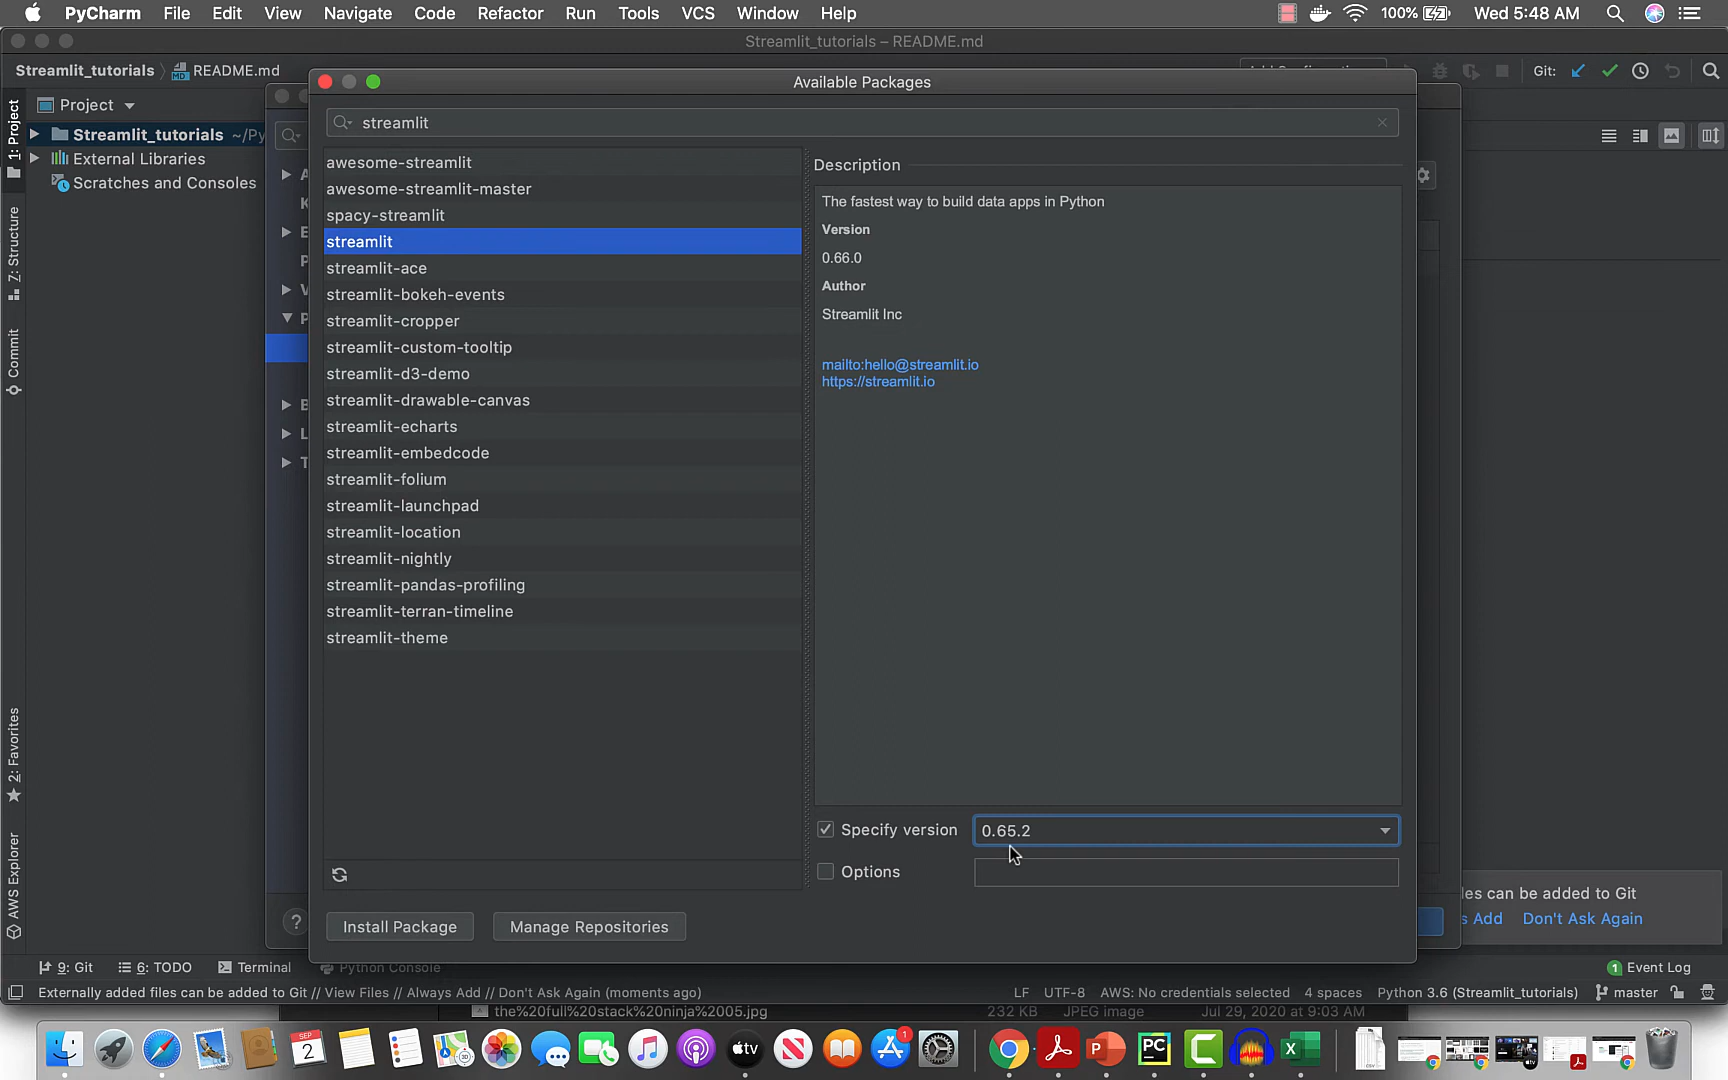 PyCharm File Edit View Navigate Code Refactor Run Tools VCS Window Help 100% Wed 5:48 AM
Streamlit_tutorials – README.md
Streamlit_tutorials README.md Git:
Available Packages
Project
streamlit
Streamlit_tutorials ~/Py
External Libraries
Scratches and Consoles
1: Project
Z: Structure
Commit
2: Favorites
AWS Explorer
awesome-streamlit
awesome-streamlit-master
spacy-streamlit
streamlit
streamlit-ace
streamlit-bokeh-events
streamlit-cropper
streamlit-custom-tooltip
streamlit-d3-demo
streamlit-drawable-canvas
streamlit-echarts
streamlit-embedcode
streamlit-folium
streamlit-launchpad
streamlit-location
streamlit-nightly
streamlit-pandas-profiling
streamlit-terran-timeline
streamlit-theme
Description
The fastest way to build data apps in Python
Version
0.66.0
Author
Streamlit Inc
mailto:hello@streamlit.io
https://streamlit.io
Specify version 0.65.2
Options
Install Package Manage Repositories
les can be added to Git
s Add Don't Ask Again
9: Git 6: TODO Terminal Python Console 1 Event Log
Externally added files can be added to Git // View Files // Always Add // Don't Ask Again (moments ago) LF UTF-8 AWS: No credentials selected 4 spaces Python 3.6 (Streamlit_tutorials) master
the%20full%20stack%20ninja%2005.jpg 232 KB JPEG image Jul 29, 2020 at 9:03 AM
SEP
2
tv
1
PC